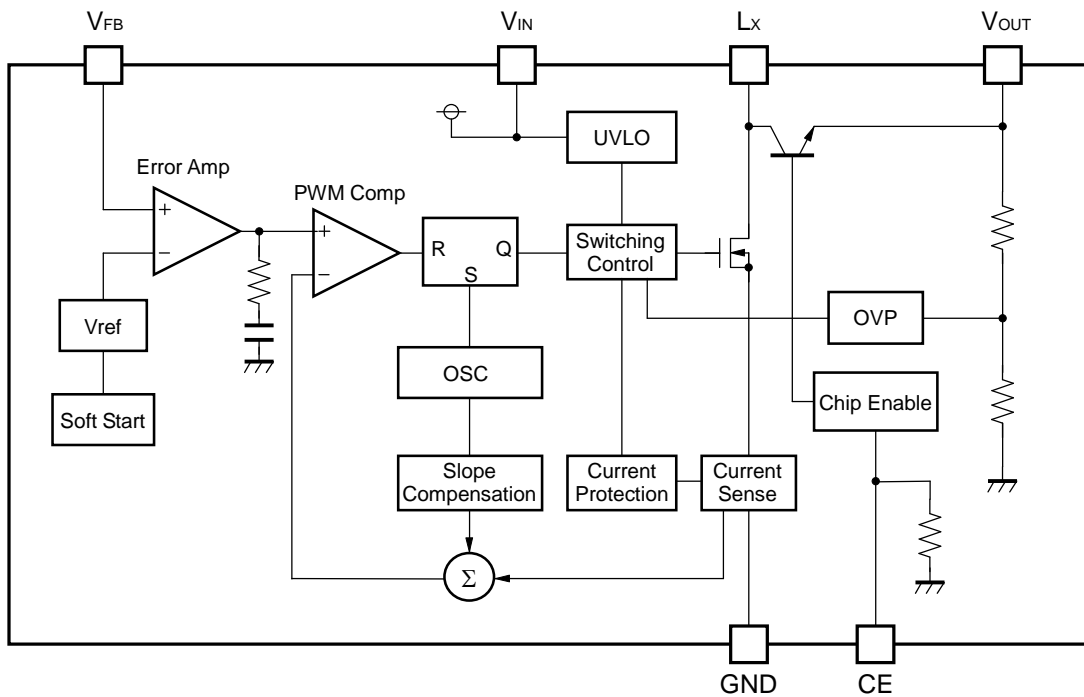 VFB
VIN
LX
VOUT
UVLO
Error Amp
PWM Comp
+
−
+
−
R
Q
S
Switching
Control
Vref
OVP
OSC
Soft Start
Chip Enable
Slope
Compensation
Current
Protection
Current
Sense
Σ
GND
CE